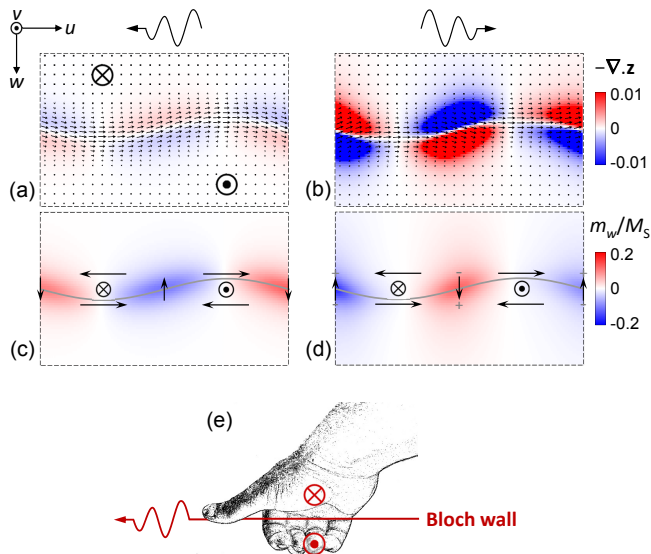 v
u
w
−∇.z
0.01
0
-0.01
(a)
(b)
m_w/M_S
0.2
0
-0.2
(c)
(d)
(e)
Bloch wall